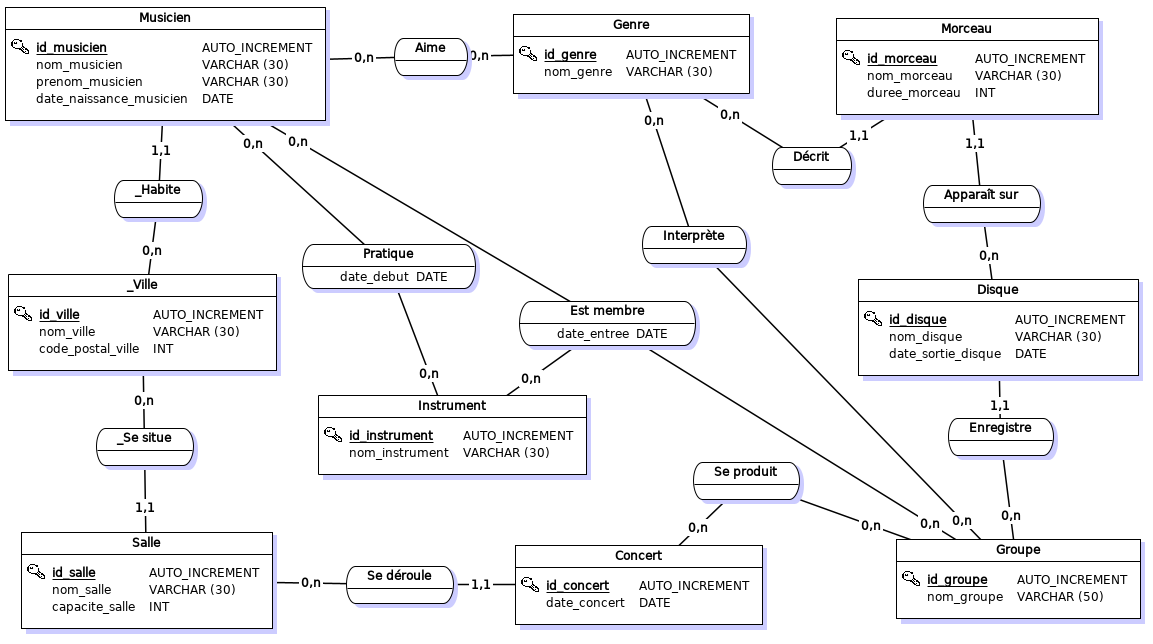 Musicien
id_musicien AUTO_INCREMENT
nom_musicien VARCHAR (30)
prenom_musicien VARCHAR (30)
date_naissance_musicien DATE
0,n
Aime
0,n
Genre
id_genre AUTO_INCREMENT
nom_genre VARCHAR (30)
Morceau
id_morceau AUTO_INCREMENT
nom_morceau VARCHAR (30)
duree_morceau INT
1,1
0,n
0,n
0,n
0,n
1,1
1,1
_Habite
Décrit
Apparaît sur
0,n
Pratique
date_debut DATE
Interprète
0,n
_Ville
id_ville AUTO_INCREMENT
nom_ville VARCHAR (30)
code_postal_ville INT
Est membre
date_entree DATE
Disque
id_disque AUTO_INCREMENT
nom_disque VARCHAR (30)
date_sortie_disque DATE
0,n
0,n
0,n
1,1
Instrument
id_instrument AUTO_INCREMENT
nom_instrument VARCHAR (30)
_Se situe
Enregistre
Se produit
1,1
0,n
0,n
0,n
0,n
0,n
Salle
id_salle AUTO_INCREMENT
nom_salle VARCHAR (30)
capacite_salle INT
0,n
Se déroule
1,1
Concert
id_concert AUTO_INCREMENT
date_concert DATE
Groupe
id_groupe AUTO_INCREMENT
nom_groupe VARCHAR (50)